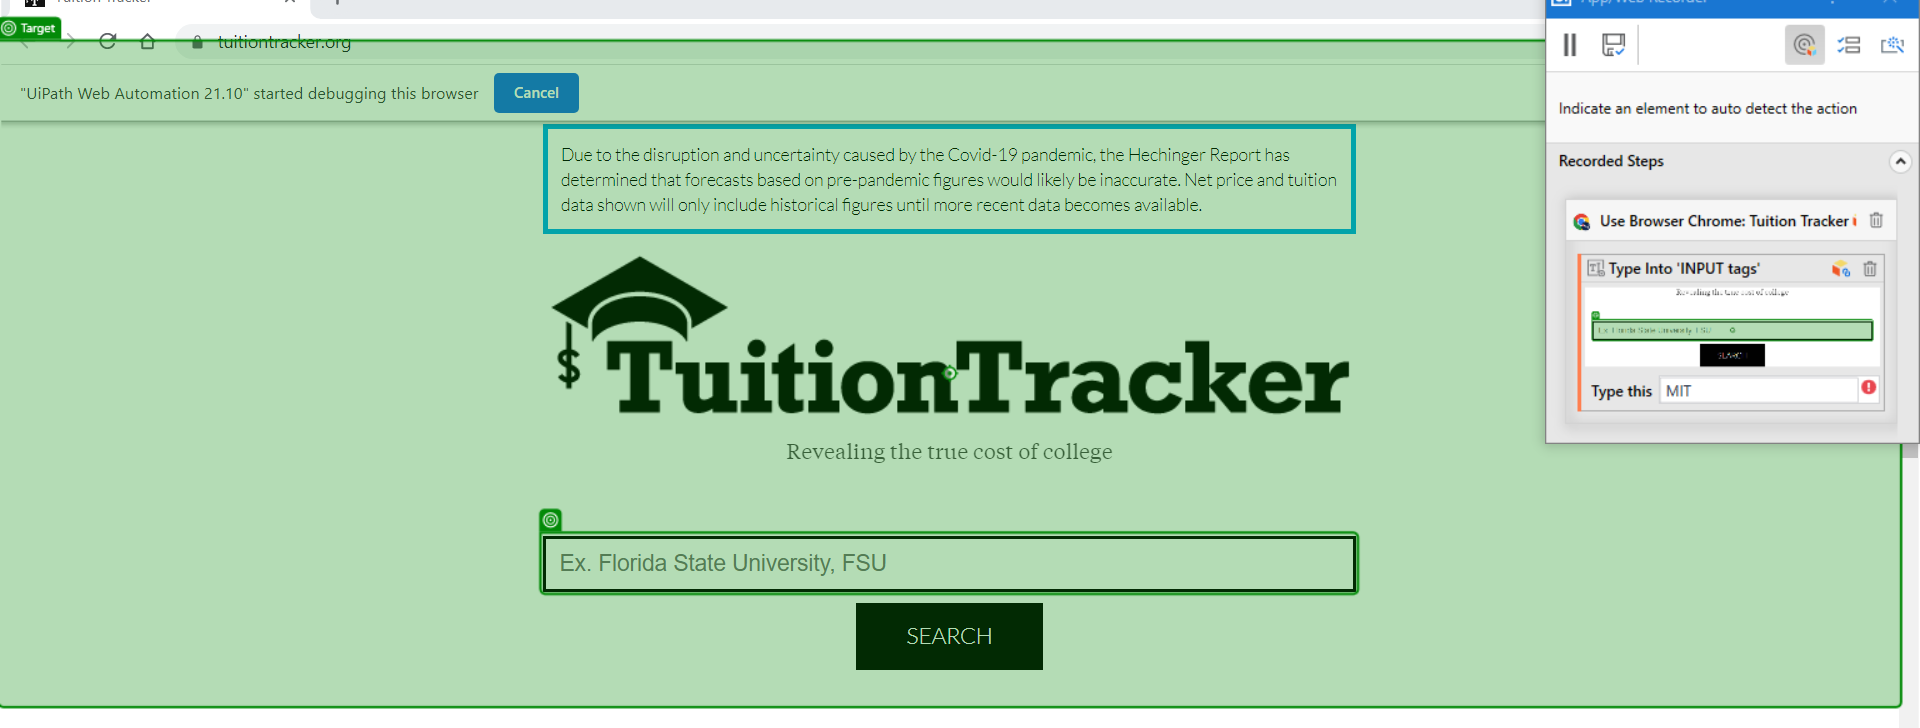 Tuition Tracker
Target
tuitiontracker.org
"UiPath Web Automation 21.10" started debugging this browser
Cancel
Due to the disruption and uncertainty caused by the Covid-19 pandemic, the Hechinger Report has
determined that forecasts based on pre-pandemic figures would likely be inaccurate. Net price and tuition
data shown will only include historical figures until more recent data becomes available.
$ TuitionTracker
Revealing the true cost of college
Ex. Florida State University, FSU
SEARCH
App/Web Recorder
Indicate an element to auto detect the action
Recorded Steps
Use Browser Chrome: Tuition Tracker
Type Into 'INPUT tags'
Revealing the true cost of college
Ex. Florida State University, FSU
SEARCH
Type this MIT